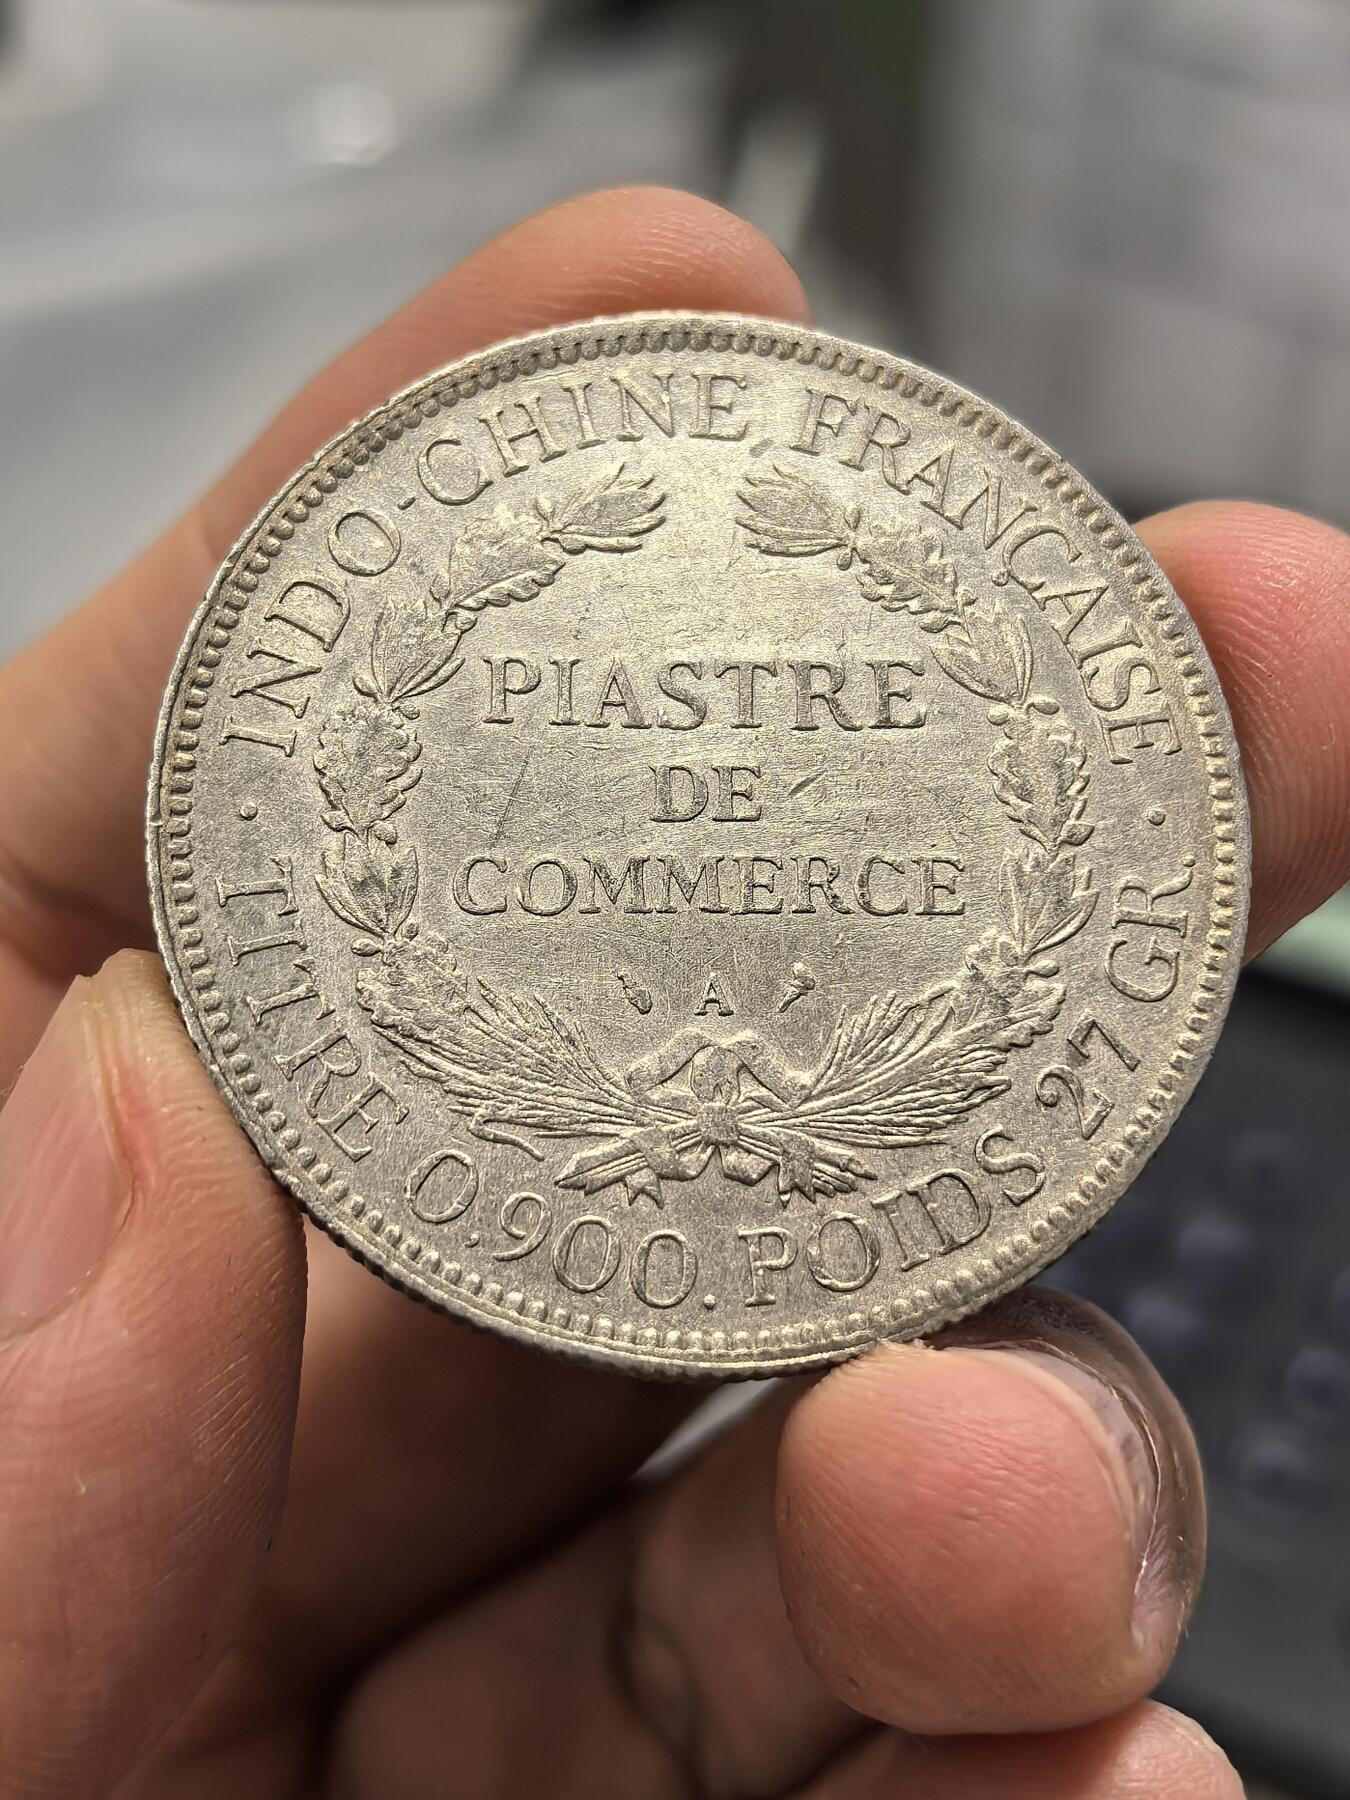 INDO-CHINE FRANÇAISE
PIASTRE
DE
COMMERCE
A
· TITRE 0,900. POIDS 27 GR. ·